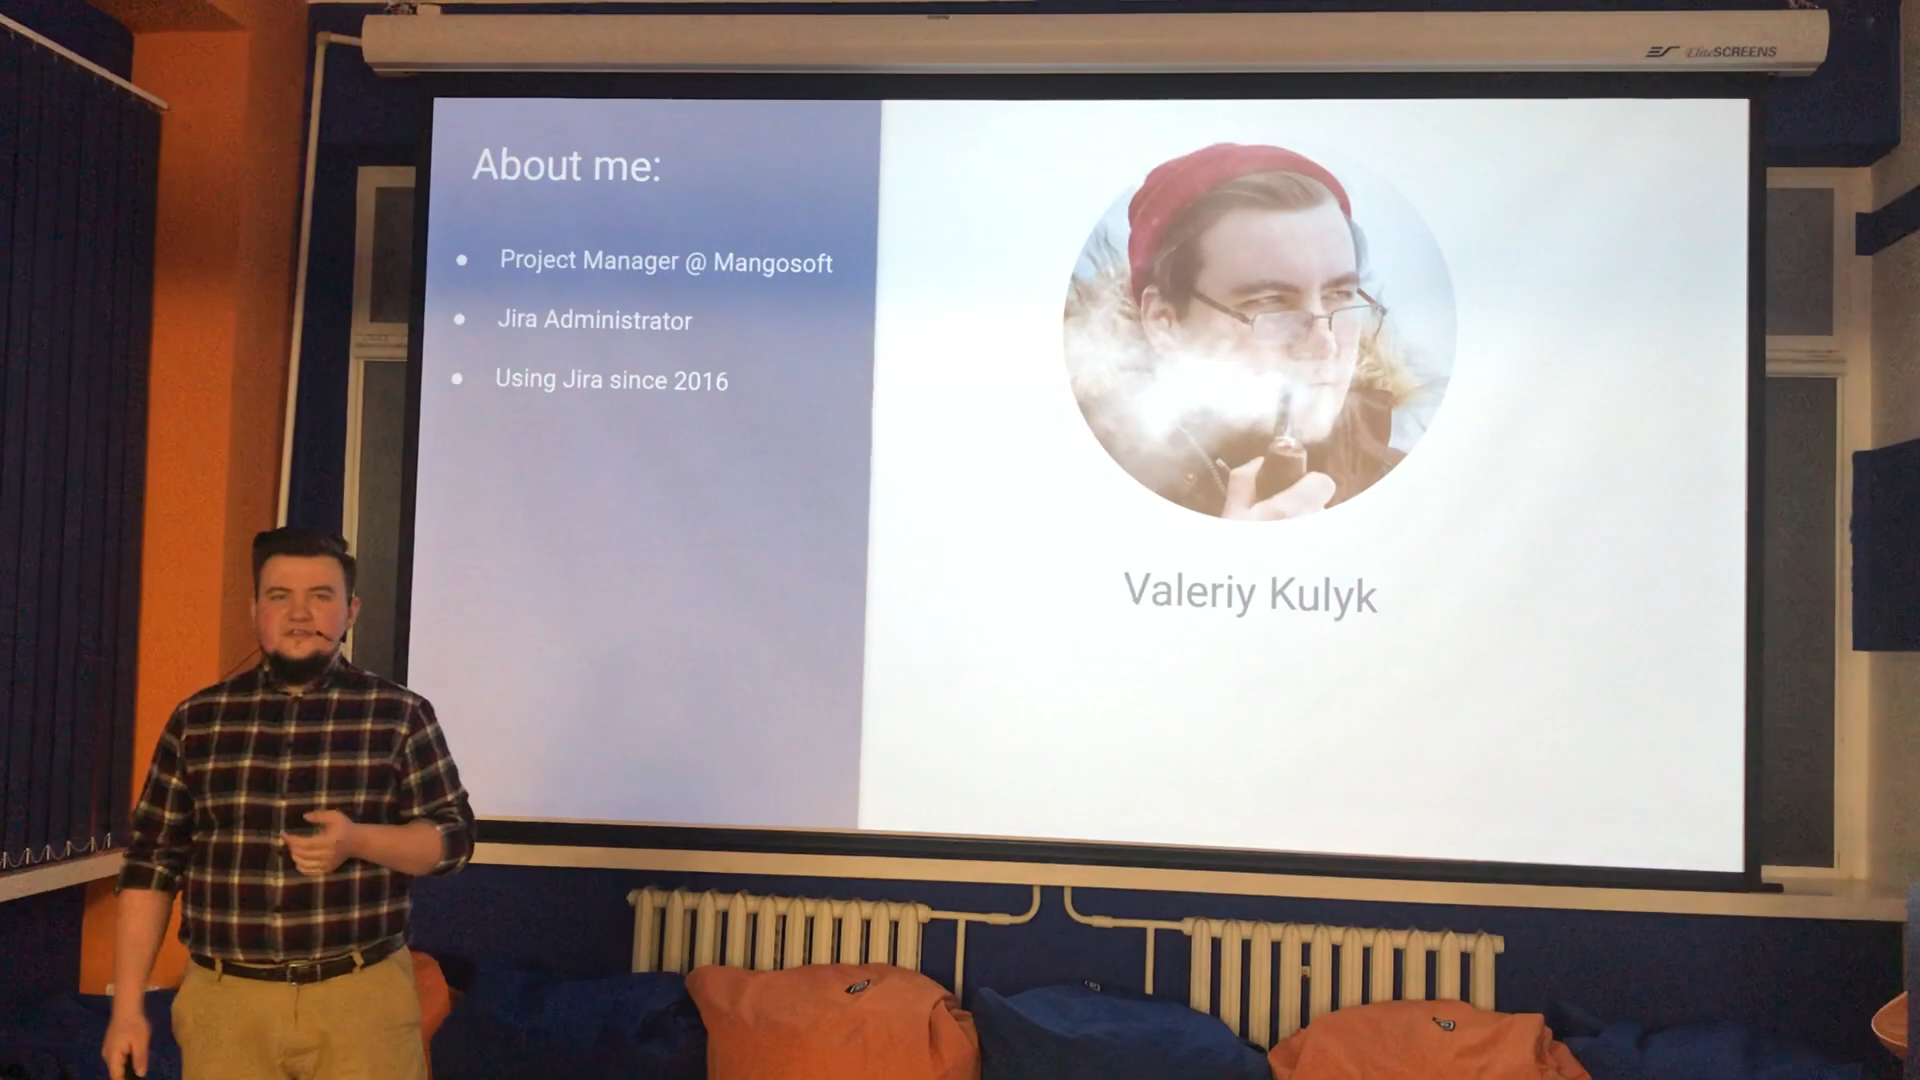 EliteSCREENS
About me:
Project Manager @ Mangosoft
Jira Administrator
Using Jira since 2016
Valeriy Kulyk